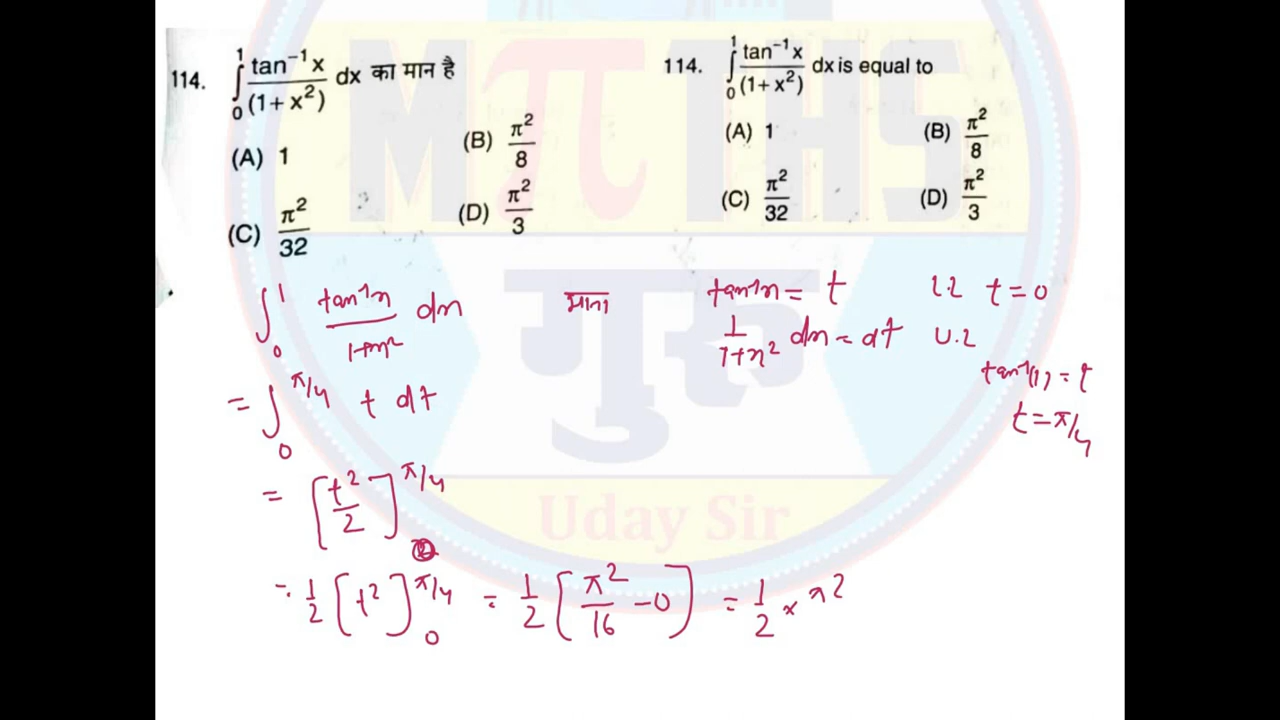 114. ∫₀¹ tan⁻¹x / (1+x²) dx का मान है
(A) 1
(B) π²/8
(C) π²/32
(D) π²/3
114. ∫₀¹ tan⁻¹x / (1+x²) dx is equal to
(A) 1
(B) π²/8
(C) π²/32
(D) π²/3
MπTHS
गुरु
Uday Sir
∫₀¹ tan⁻¹x / 1+x² dx
माना
tan⁻¹x = t
L.L t=0
1/1+x² dx = dt
U.L
tan⁻¹(1) = t
t = π/4
= ∫₀^π/4 t dt
= [t²/2]^π/4
= 1/2 [t²]₀^π/4 = 1/2 [π²/16 - 0] = 1/2 × π²